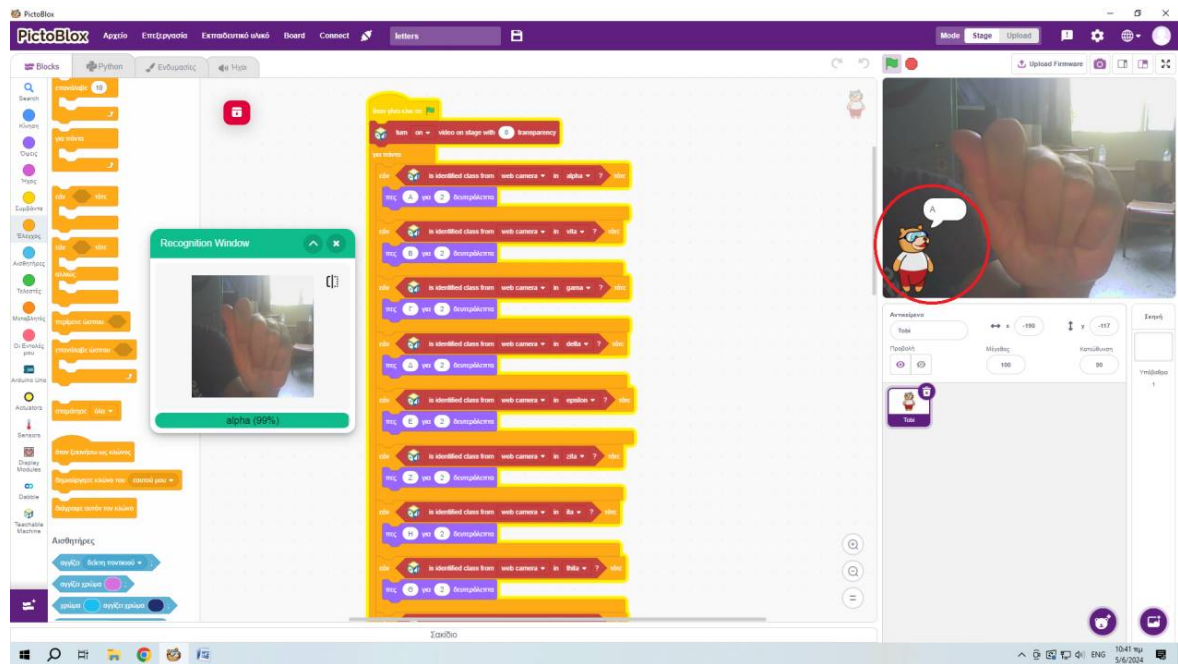 PictoBlox
PictoBlox Αρχείο Επεξεργασία Εκπαιδευτικό υλικό Board Connect letters Mode Stage Upload
Blocks Python Ενδυμασίες Ήχοι Upload Firmware
Search
Κίνηση
Όψεις
Ήχος
Συμβάντα
Έλεγχος
Αισθητήρες
Τελεστές
Μεταβλητές
Οι Εντολές μου
Arduino Uno
Actuators
Sensors
Display Modules
Dabble
Teachable Machine
επανάλαβε 10
για πάντα
εάν τότε
εάν τότε
αλλιώς
περίμενε ώσπου
επανάλαβε ώσπου
σταμάτησε όλα
όταν ξεκινήσω ως κλώνος
δημιούργησε κλώνο του εαυτού μου
διάγραψε αυτόν τον κλώνο
Αισθητήρες
αγγίζει δείκτη ποντικιού ;
αγγίζει χρώμα ;
χρώμα αγγίζει χρώμα ;
Recognition Window
alpha (99%)
όταν γίνει κλικ σε
turn on video on stage with 0 transparency
για πάντα
εάν is identified class from web camera in alpha ? τότε
πες A για 2 δευτερόλεπτα
εάν is identified class from web camera in vita ? τότε
πες B για 2 δευτερόλεπτα
εάν is identified class from web camera in gama ? τότε
πες Γ για 2 δευτερόλεπτα
εάν is identified class from web camera in delta ? τότε
πες Δ για 2 δευτερόλεπτα
εάν is identified class from web camera in epsilon ? τότε
πες E για 2 δευτερόλεπτα
εάν is identified class from web camera in zita ? τότε
πες Z για 2 δευτερόλεπτα
εάν is identified class from web camera in ita ? τότε
πες H για 2 δευτερόλεπτα
εάν is identified class from web camera in thita ? τότε
πες Θ για 2 δευτερόλεπτα
A
Αντικείμενο
Tobi x -190 y -117
Προβολή Μέγεθος Κατεύθυνση
100 90
Tobi
Σκηνή
Υπόβαθρα
1
Σακίδιο
ENG 10:41 πμ
5/6/2024